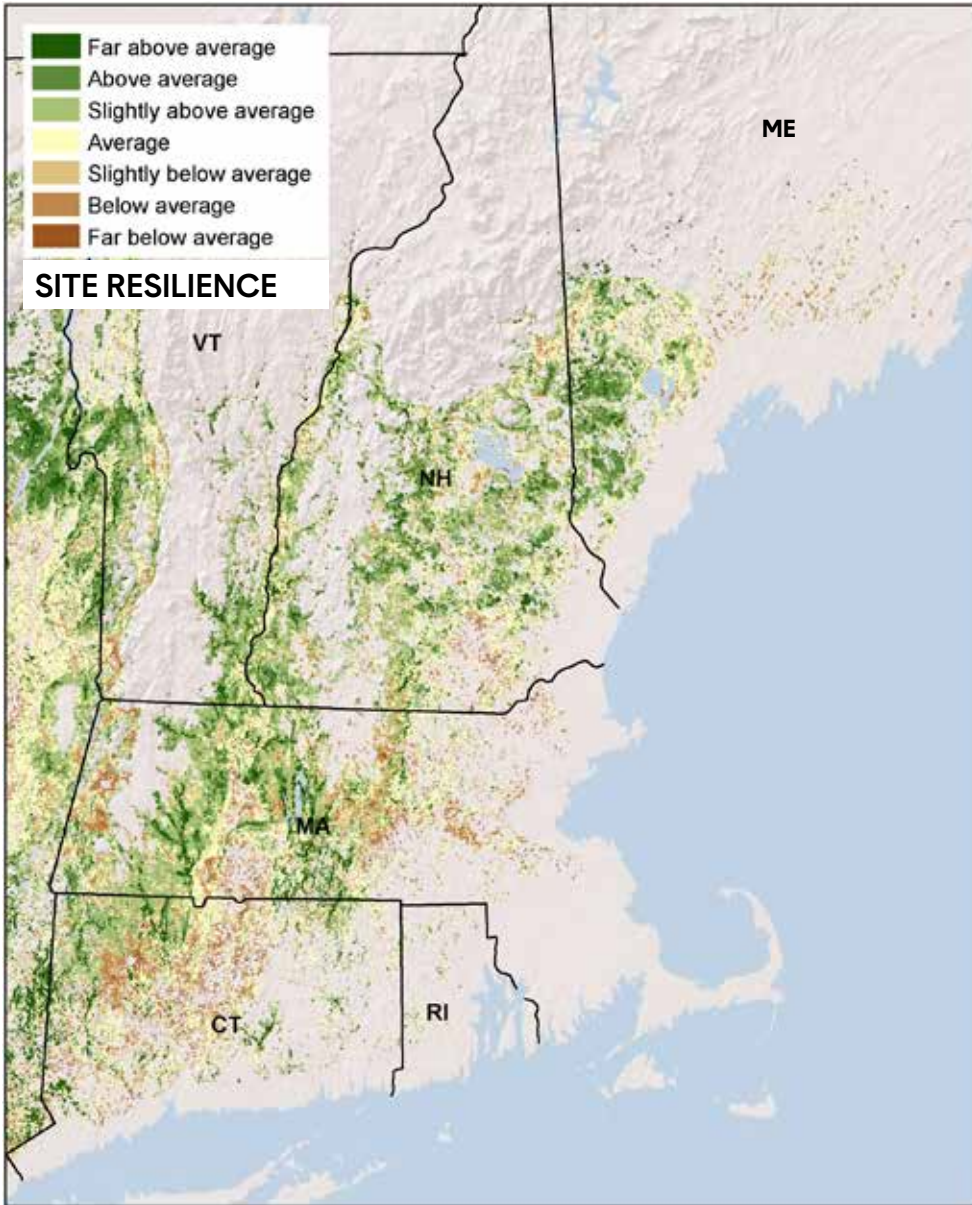 Far above average
Above average
Slightly above average
Average
Slightly below average
Below average
Far below average
SITE RESILIENCE
ME
VT
NH
MA
CT
RI